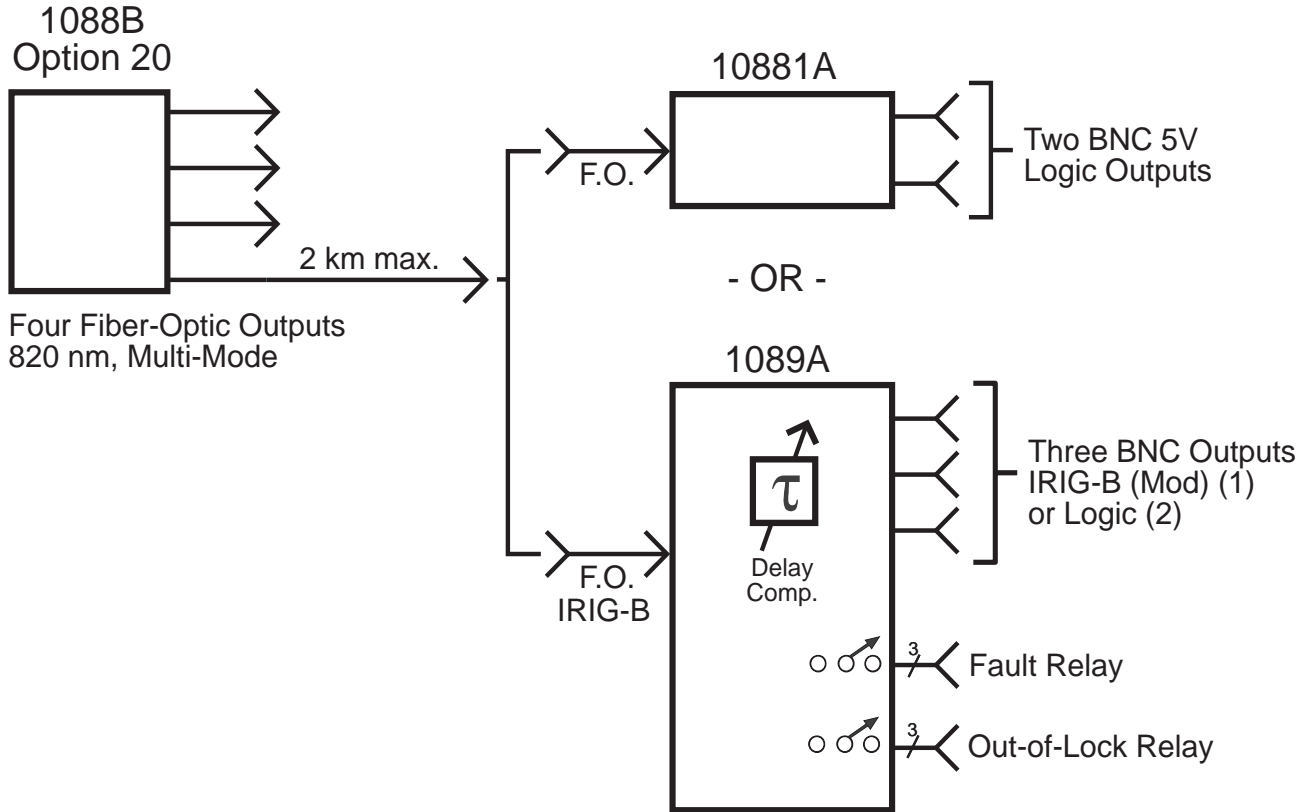 1088B
Option 20
Four Fiber-Optic Outputs
820 nm, Multi-Mode
2 km max.
F.O.
10881A
Two BNC 5V
Logic Outputs
- OR -
F.O.
IRIG-B
1089A
τ
Delay
Comp.
Three BNC Outputs
IRIG-B (Mod) (1)
or Logic (2)
3
Fault Relay
3
Out-of-Lock Relay